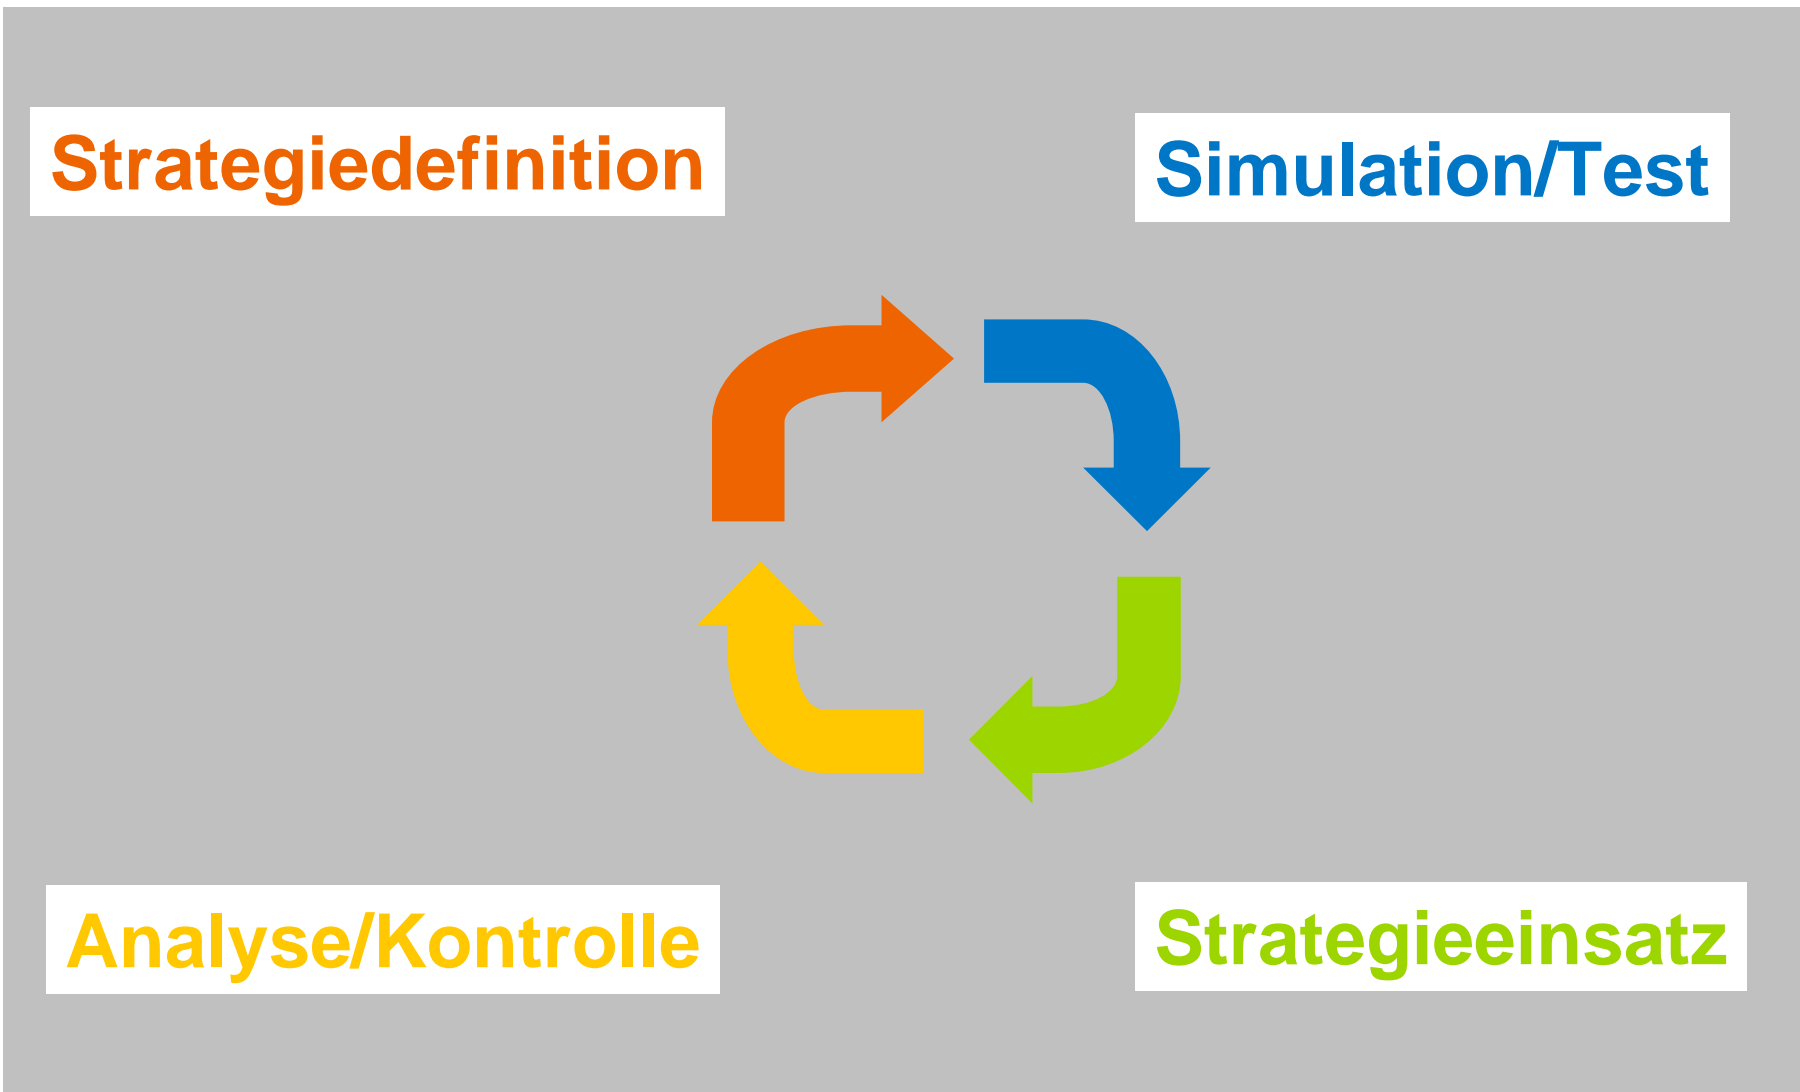 Strategiedefinition
Simulation/Test
Analyse/Kontrolle
Strategieeinsatz